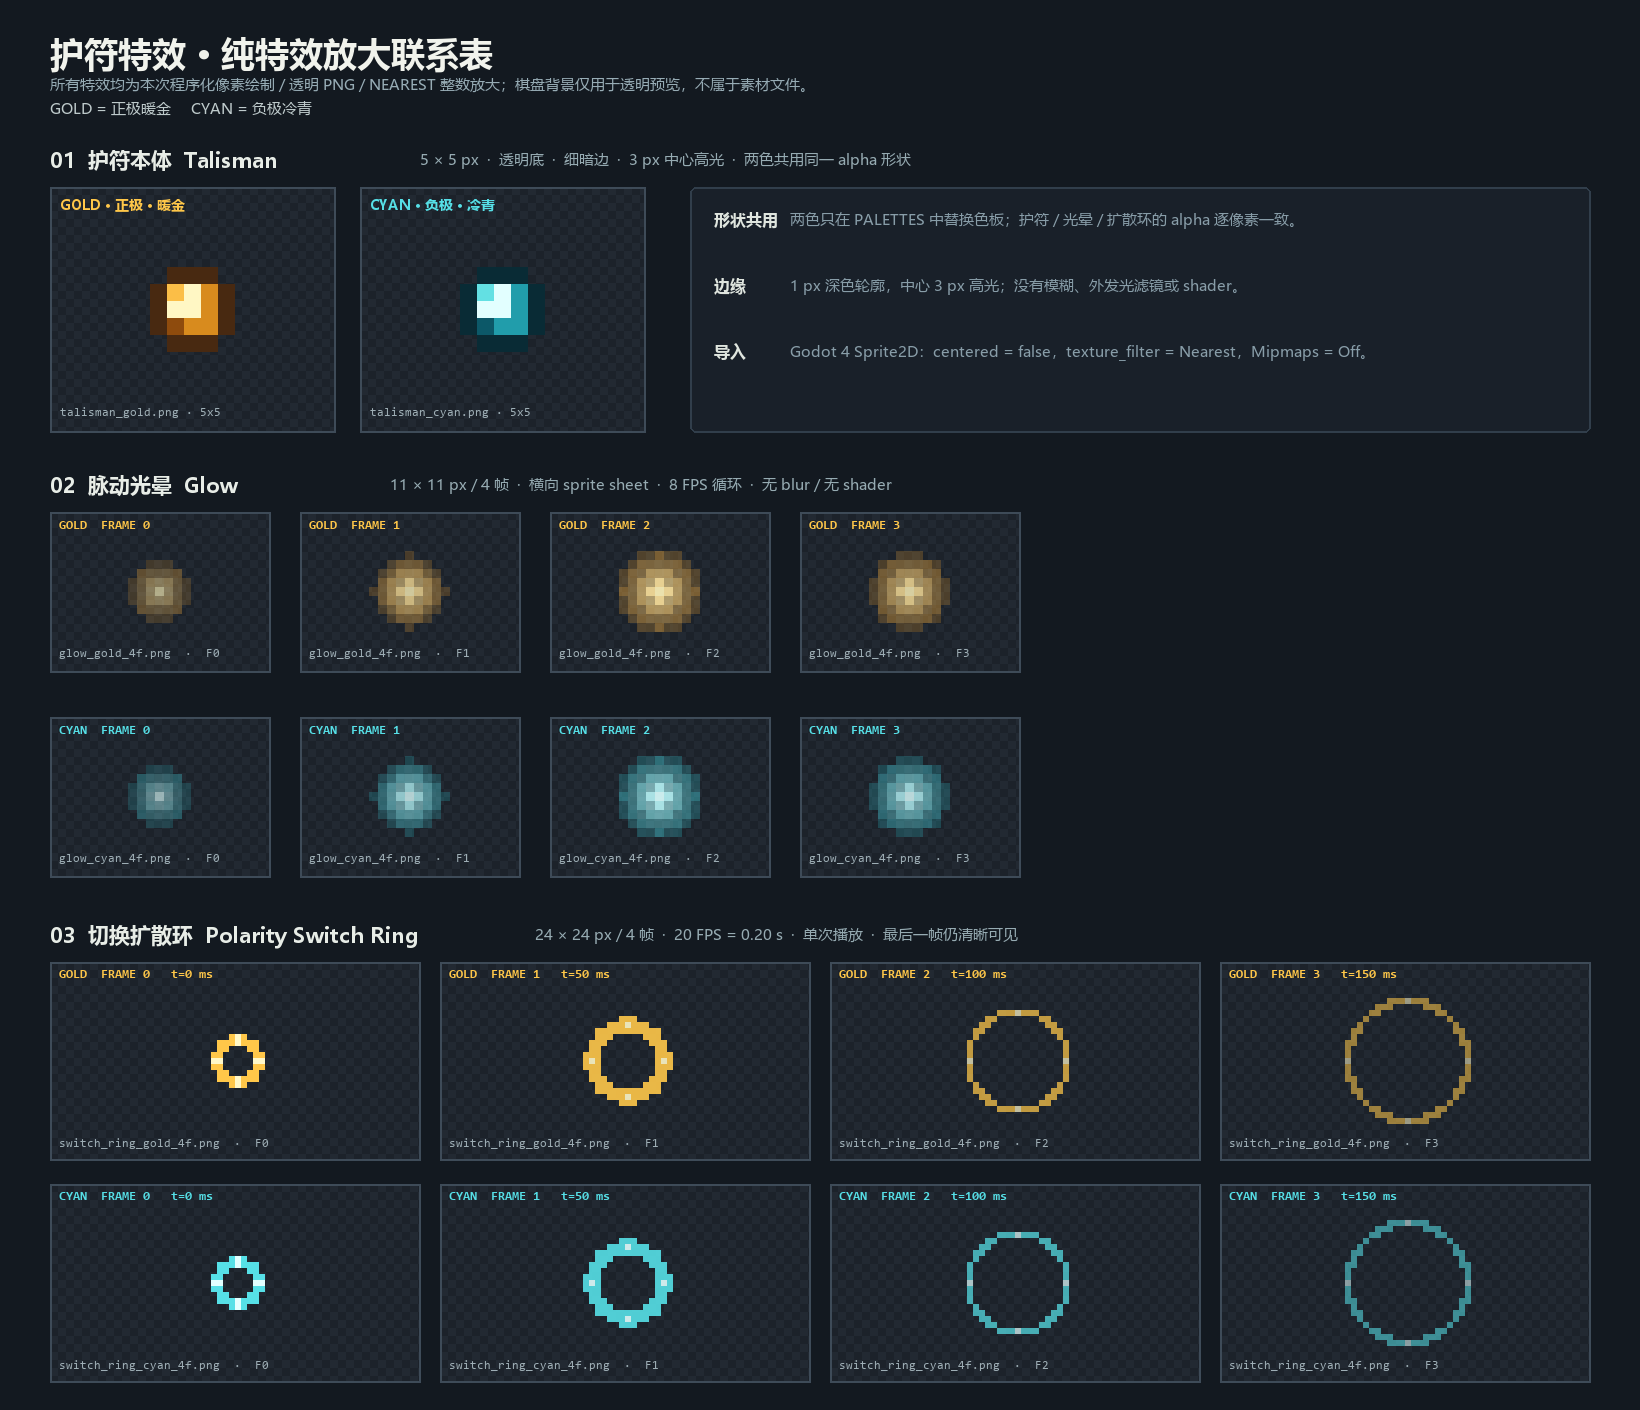 护符特效 • 纯特效放大联系表
所有特效均为本次程序化像素绘制 / 透明 PNG / NEAREST 整数放大；棋盘背景仅用于透明预览，不属于素材文件。
GOLD = 正极暖金 CYAN = 负极冷青
01 护符本体 Talisman
5 × 5 px · 透明底 · 细暗边 · 3 px 中心高光 · 两色共用同一 alpha 形状
GOLD • 正极 • 暖金
talisman_gold.png · 5x5
CYAN • 负极 • 冷青
talisman_cyan.png · 5x5
形状共用 两色只在 PALETTES 中替换色板；护符 / 光晕 / 扩散环的 alpha 逐像素一致。
边缘 1 px 深色轮廓，中心 3 px 高光；没有模糊、外发光滤镜或 shader。
导入 Godot 4 Sprite2D：centered = false，texture_filter = Nearest，Mipmaps = Off。
02 脉动光晕 Glow
11 × 11 px / 4 帧 · 横向 sprite sheet · 8 FPS 循环 · 无 blur / 无 shader
GOLD FRAME 0
glow_gold_4f.png · F0
GOLD FRAME 1
glow_gold_4f.png · F1
GOLD FRAME 2
glow_gold_4f.png · F2
GOLD FRAME 3
glow_gold_4f.png · F3
CYAN FRAME 0
glow_cyan_4f.png · F0
CYAN FRAME 1
glow_cyan_4f.png · F1
CYAN FRAME 2
glow_cyan_4f.png · F2
CYAN FRAME 3
glow_cyan_4f.png · F3
03 切换扩散环 Polarity Switch Ring
24 × 24 px / 4 帧 · 20 FPS = 0.20 s · 单次播放 · 最后一帧仍清晰可见
GOLD FRAME 0 t=0 ms
switch_ring_gold_4f.png · F0
GOLD FRAME 1 t=50 ms
switch_ring_gold_4f.png · F1
GOLD FRAME 2 t=100 ms
switch_ring_gold_4f.png · F2
GOLD FRAME 3 t=150 ms
switch_ring_gold_4f.png · F3
CYAN FRAME 0 t=0 ms
switch_ring_cyan_4f.png · F0
CYAN FRAME 1 t=50 ms
switch_ring_cyan_4f.png · F1
CYAN FRAME 2 t=100 ms
switch_ring_cyan_4f.png · F2
CYAN FRAME 3 t=150 ms
switch_ring_cyan_4f.png · F3